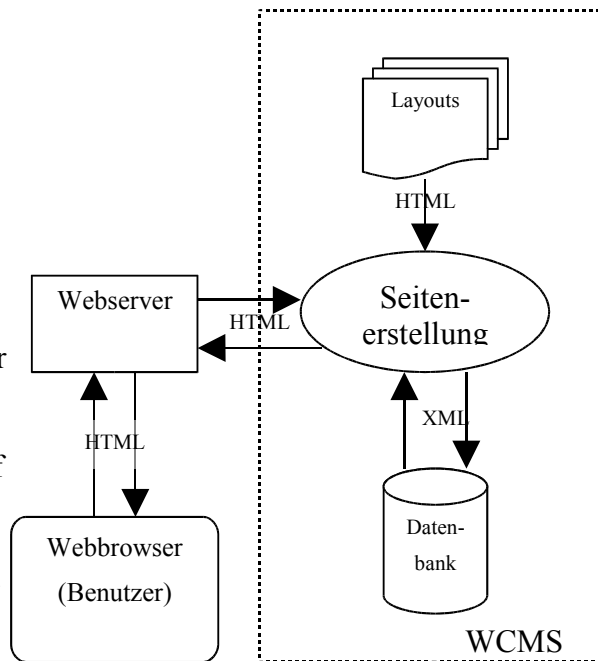 Layouts
HTML
Webserver
HTML
Seiten-
erstellung
r
HTML
XML
f
Webbrowser
(Benutzer)
Daten-
bank
WCMS